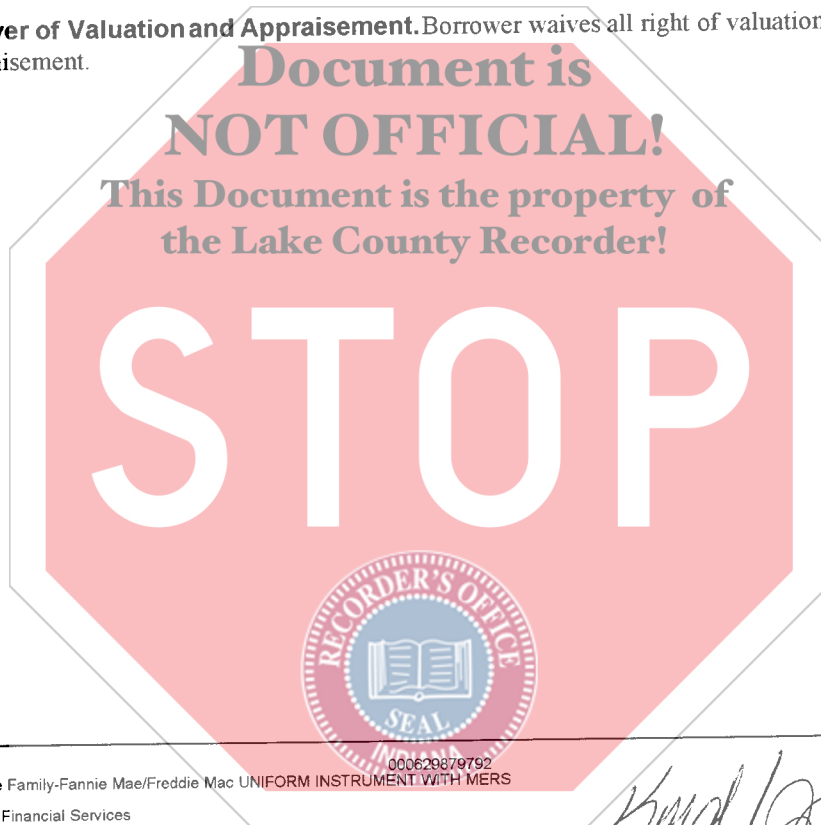 ver of Valuation and Appraisement. Borrower waives all right of valuation
isement.
Document is
NOT OFFICIAL!
This Document is the property of
the Lake County Recorder!
STOP
RECORDER'S OFFICE
SEAL
INDIANA
000629879792
e Family-Fannie Mae/Freddie Mac UNIFORM INSTRUMENT WITH MERS
Financial Services